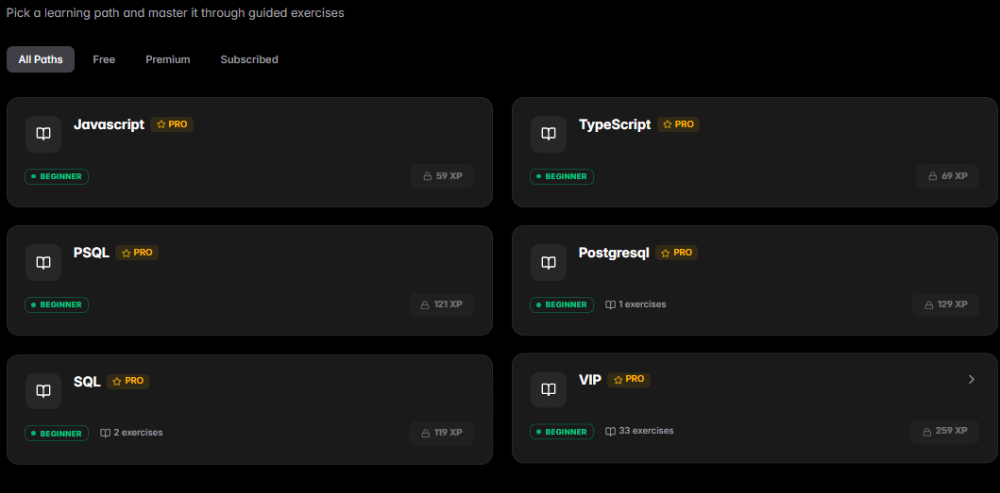 Pick a learning path and master it through guided exercises
All Paths Free Premium Subscribed
Javascript PRO
BEGINNER 59 XP
TypeScript PRO
BEGINNER 69 XP
PSQL PRO
BEGINNER 121 XP
Postgresql PRO
BEGINNER 1 exercises 129 XP
SQL PRO
BEGINNER 2 exercises 119 XP
VIP PRO
BEGINNER 33 exercises 259 XP